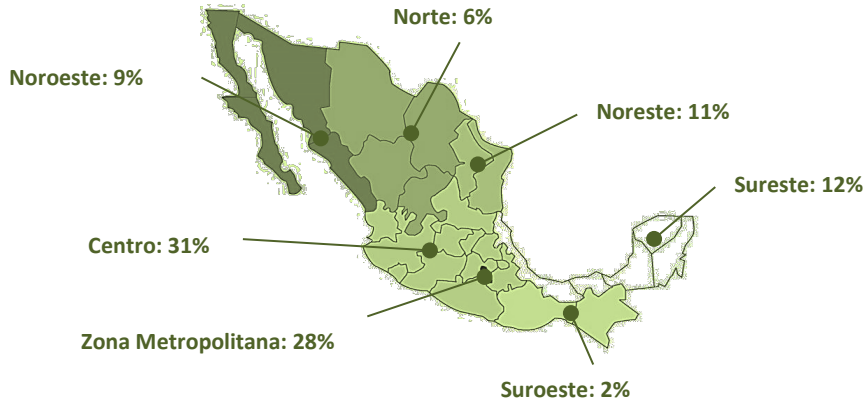 Norte: 6%
Noroeste: 9%
Noreste: 11%
Sureste: 12%
Centro: 31%
Zona Metropolitana: 28%
Suroeste: 2%